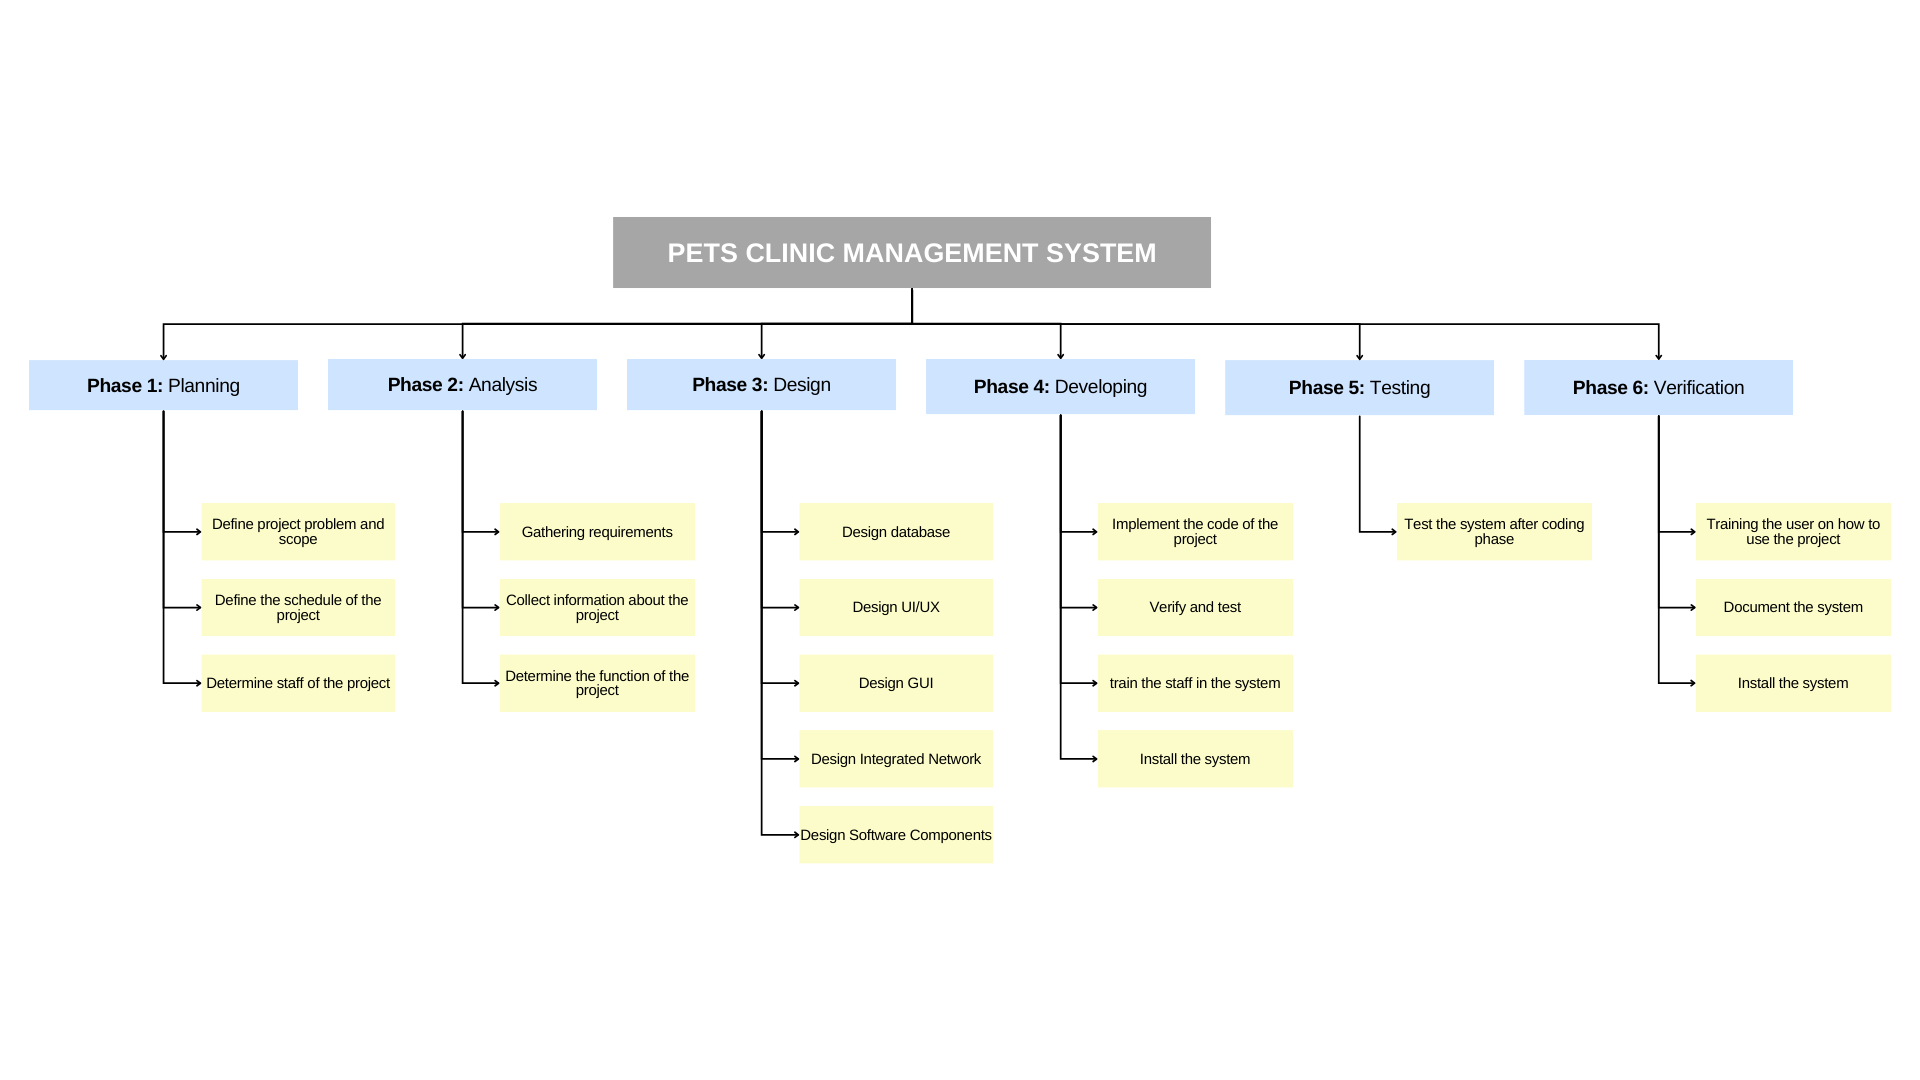 PETS CLINIC MANAGEMENT SYSTEM
Phase 1: Planning
Define project problem and
scope
Define the schedule of the
project
Determine staff of the project
Phase 2: Analysis
Gathering requirements
Collect information about the
project
Determine the function of the
project
Phase 3: Design
Design database
Design UI/UX
Design GUI
Design Integrated Network
Design Software Components
Phase 4: Developing
Implement the code of the
project
Verify and test
train the staff in the system
Install the system
Phase 5: Testing
Test the system after coding
phase
Phase 6: Verification
Training the user on how to
use the project
Document the system
Install the system